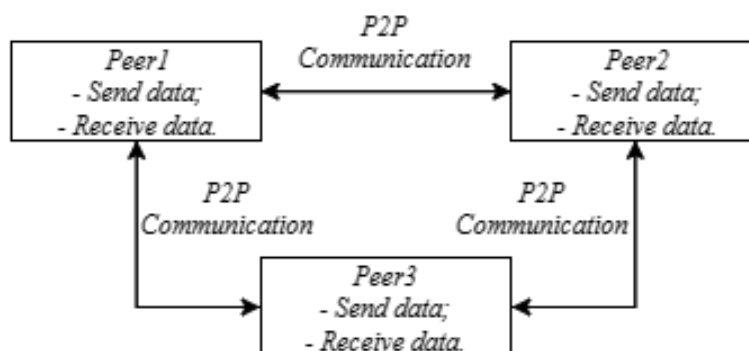 P2P
Communication
Peer1
- Send data;
- Receive data.
Peer2
- Send data;
- Receive data.
P2P
Communication
P2P
Communication
Peer3
- Send data;
- Receive data.